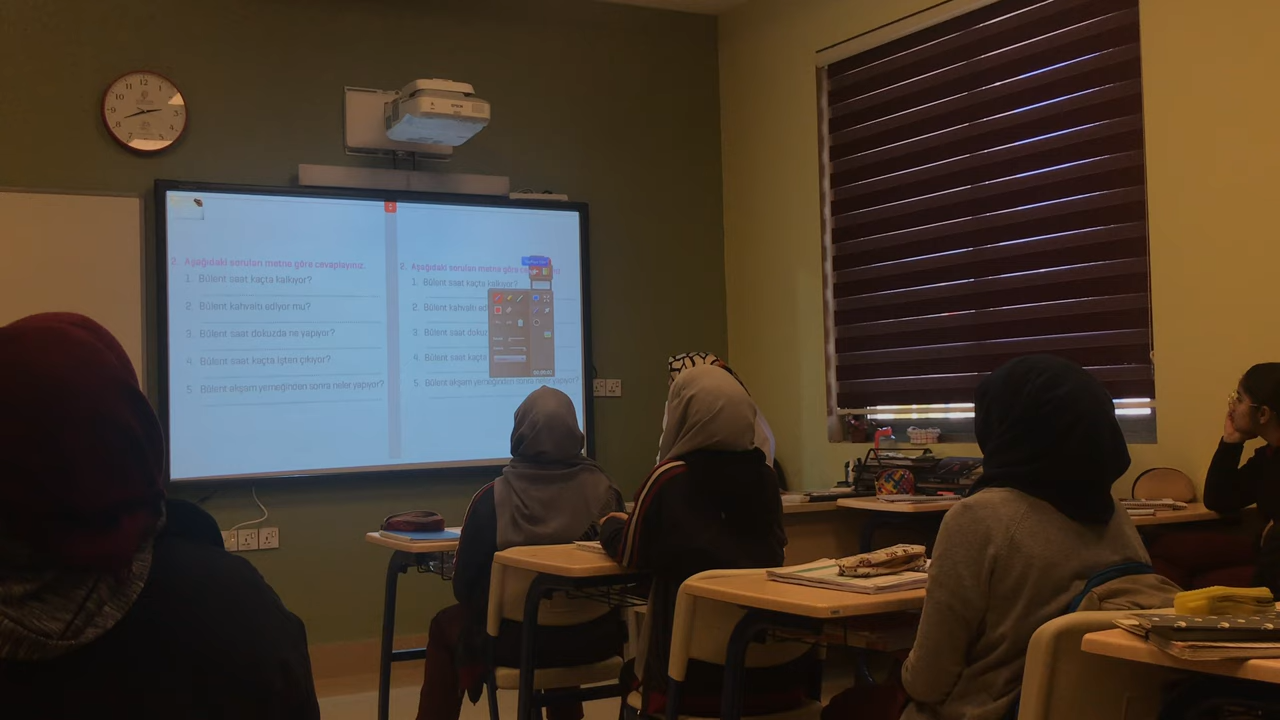 2. Aşağıdaki soruları metne göre cevaplayınız.
1. Bülent saat kaçta kalkıyor?
2. Bülent kahvaltı ediyor mu?
3. Bülent saat dokuzda ne yapıyor?
4. Bülent saat kaçta işten çıkıyor?
5 Bülent akşam yemeğinden sonra neler yapıyor?
2. Aşağıdaki soruları metne göre
1. Bülent saat kaçta kalkıyor?
2. Bülent kahvaltı ed
3. Bülent saat dokuz
4. Bülent saat kaçta
5 Bülent akşam yemeğinden sonra neler yapıyor?
EPSON